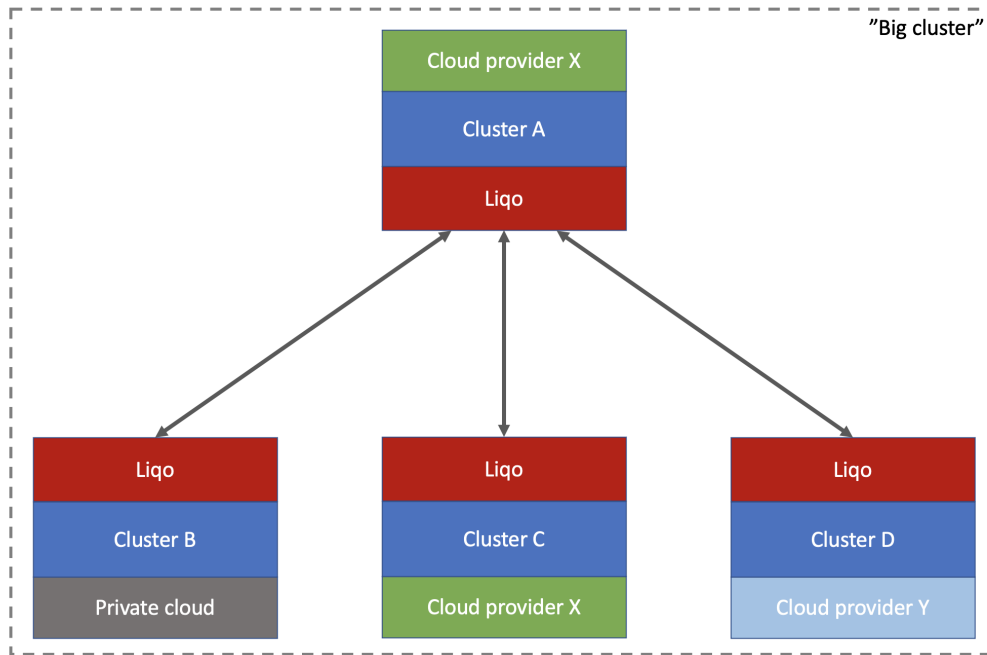 ”Big cluster”
Cloud provider X
Cluster A
Liqo
Liqo
Liqo
Liqo
Cluster B
Cluster C
Cluster D
Private cloud
Cloud provider X
Cloud provider Y